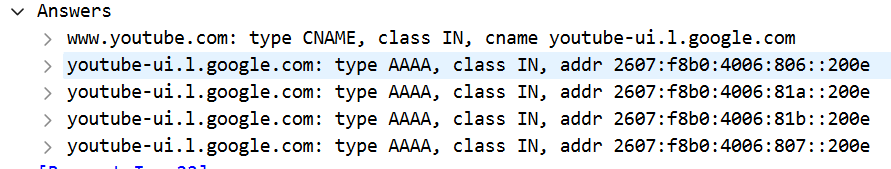 Answers
www.youtube.com: type CNAME, class IN, cname youtube-ui.l.google.com
youtube-ui.l.google.com: type AAAA, class IN, addr 2607:f8b0:4006:806::200e
youtube-ui.l.google.com: type AAAA, class IN, addr 2607:f8b0:4006:81a::200e
youtube-ui.l.google.com: type AAAA, class IN, addr 2607:f8b0:4006:81b::200e
youtube-ui.l.google.com: type AAAA, class IN, addr 2607:f8b0:4006:807::200e